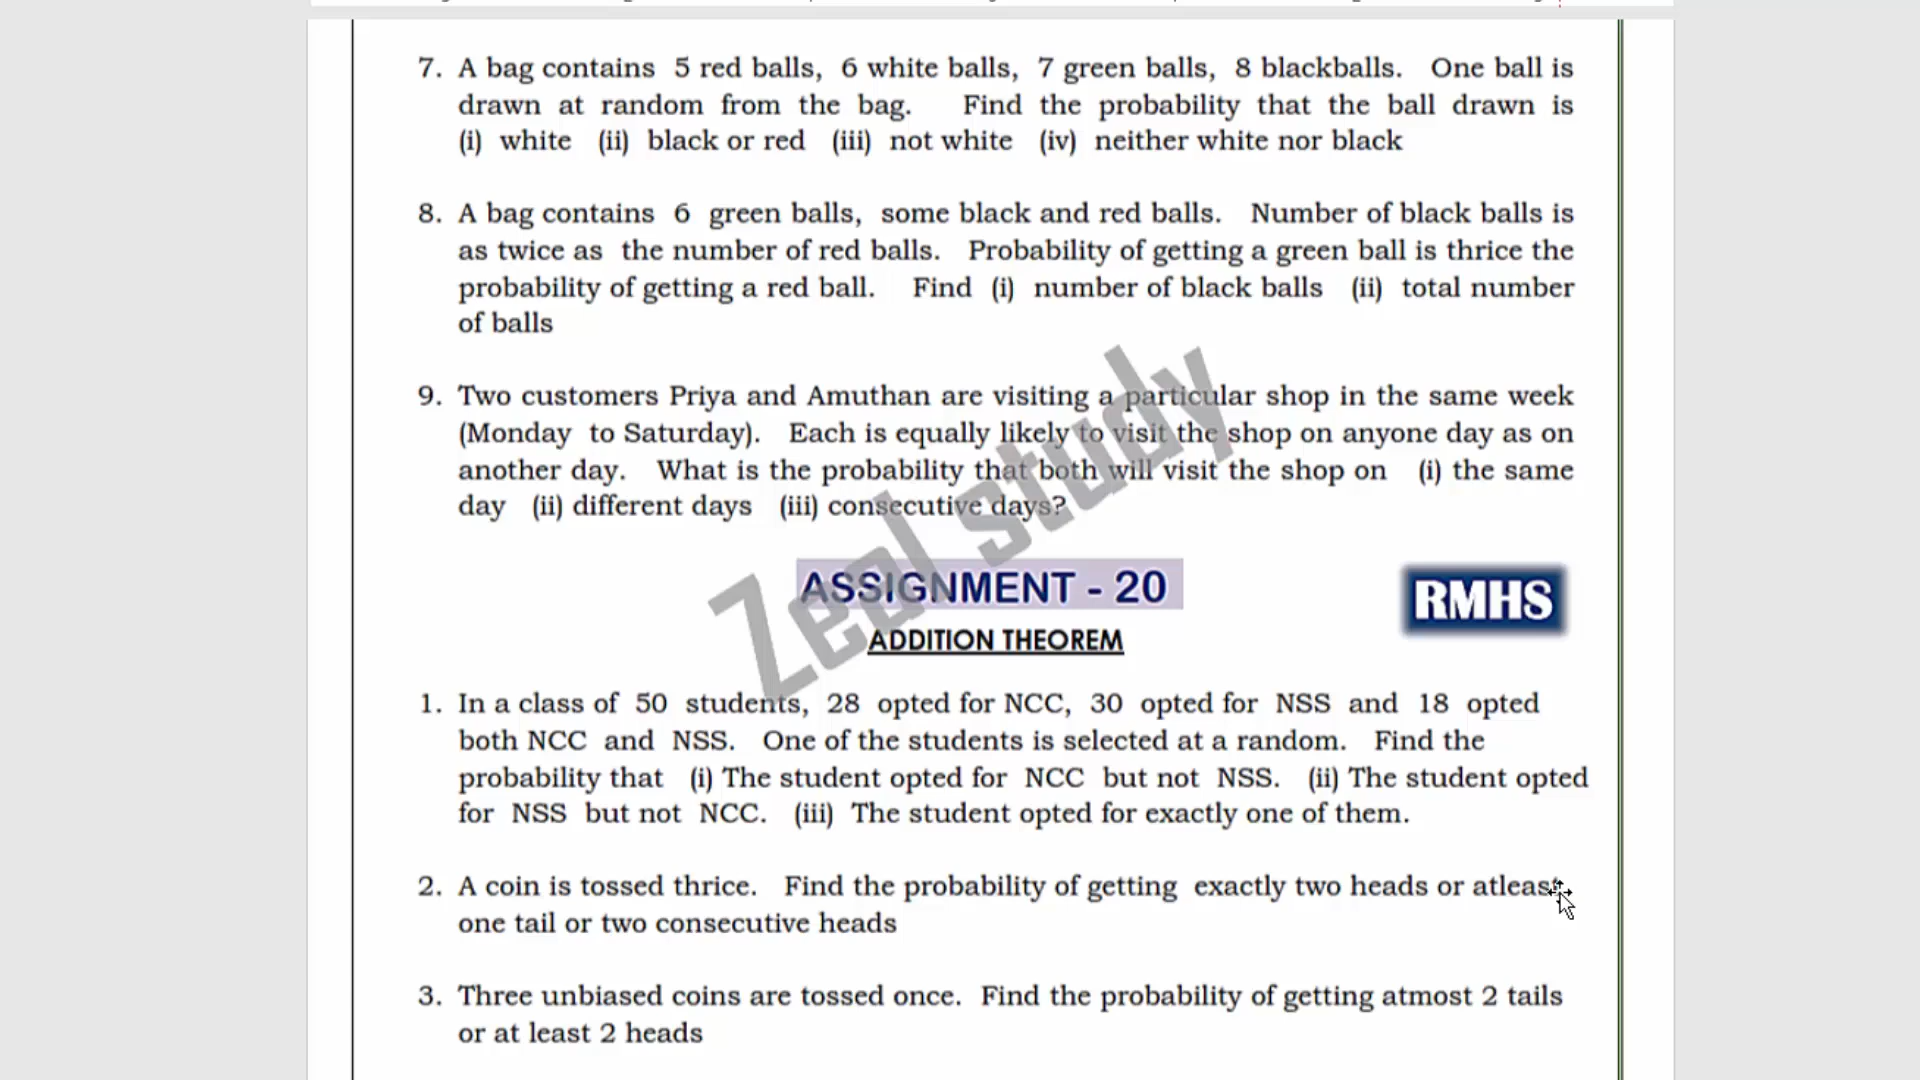 7. A bag contains 5 red balls, 6 white balls, 7 green balls, 8 blackballs. One ball is
drawn at random from the bag. Find the probability that the ball drawn is
(i) white (ii) black or red (iii) not white (iv) neither white nor black
8. A bag contains 6 green balls, some black and red balls. Number of black balls is
as twice as the number of red balls. Probability of getting a green ball is thrice the
probability of getting a red ball. Find (i) number of black balls (ii) total number
of balls
9. Two customers Priya and Amuthan are visiting a particular shop in the same week
(Monday to Saturday). Each is equally likely to visit the shop on anyone day as on
another day. What is the probability that both will visit the shop on (i) the same
day (ii) different days (iii) consecutive days?
Zeal study
ASSIGNMENT - 20
RMHS
ADDITION THEOREM
1. In a class of 50 students, 28 opted for NCC, 30 opted for NSS and 18 opted
both NCC and NSS. One of the students is selected at a random. Find the
probability that (i) The student opted for NCC but not NSS. (ii) The student opted
for NSS but not NCC. (iii) The student opted for exactly one of them.
2. A coin is tossed thrice. Find the probability of getting exactly two heads or atleast
one tail or two consecutive heads
3. Three unbiased coins are tossed once. Find the probability of getting atmost 2 tails
or at least 2 heads